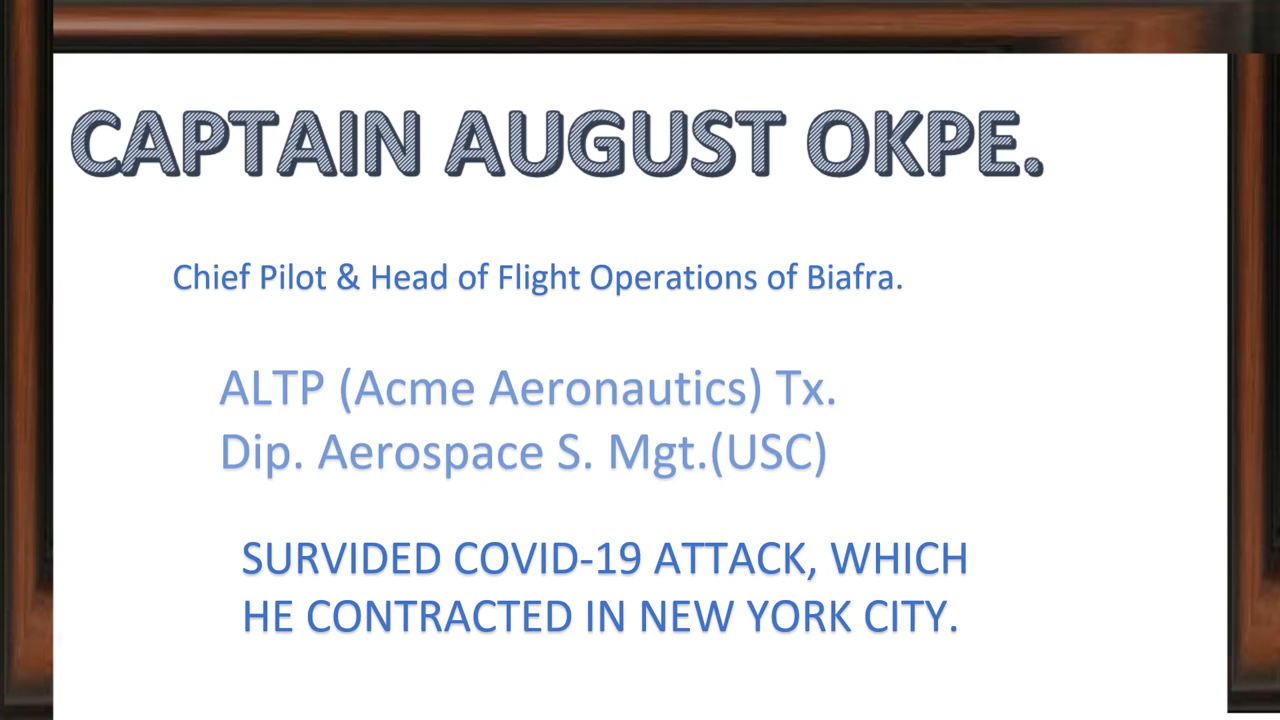 CAPTAIN AUGUST OKPE.
Chief Pilot & Head of Flight Operations of Biafra.
ALTP (Acme Aeronautics) Tx.
Dip. Aerospace S. Mgt.(USC)
SURVIDED COVID-19 ATTACK, WHICH
HE CONTRACTED IN NEW YORK CITY.